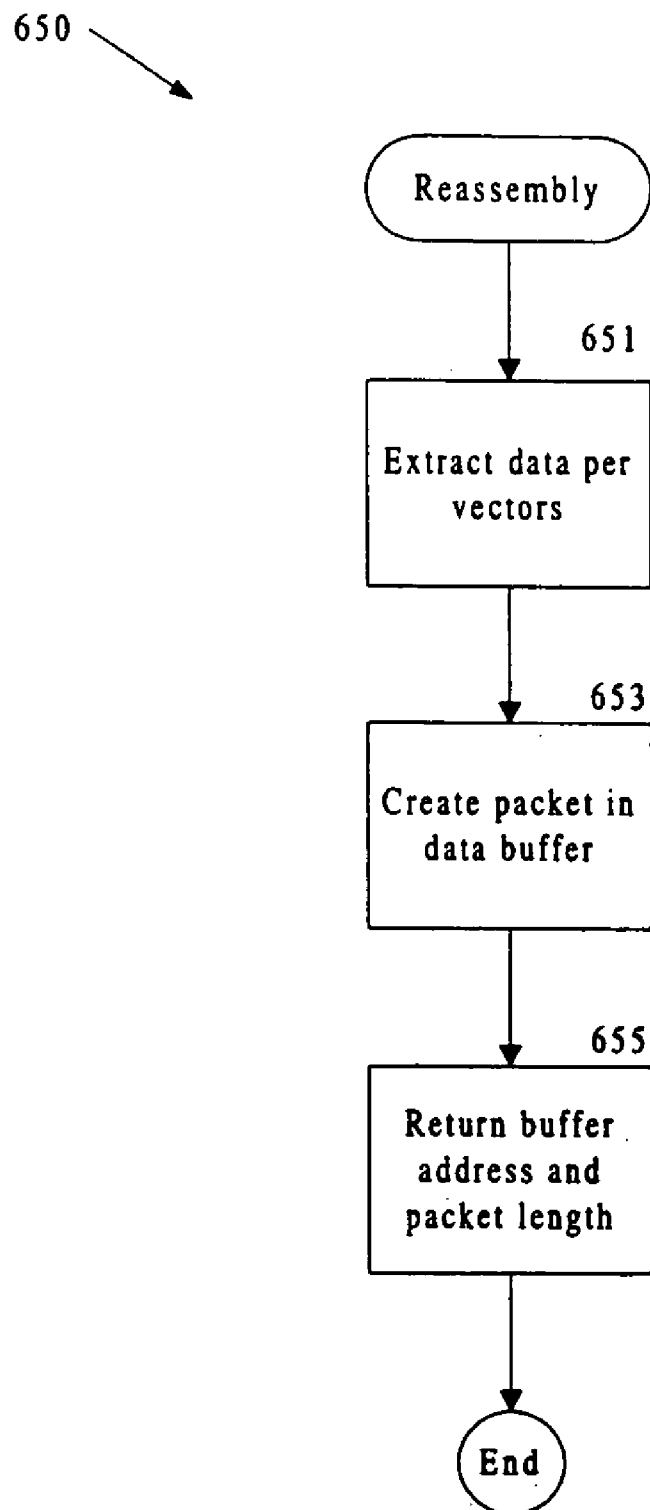 650
Reassembly
651
Extract data per
vectors
653
Create packet in
data buffer
655
Return buffer
address and
packet length
End